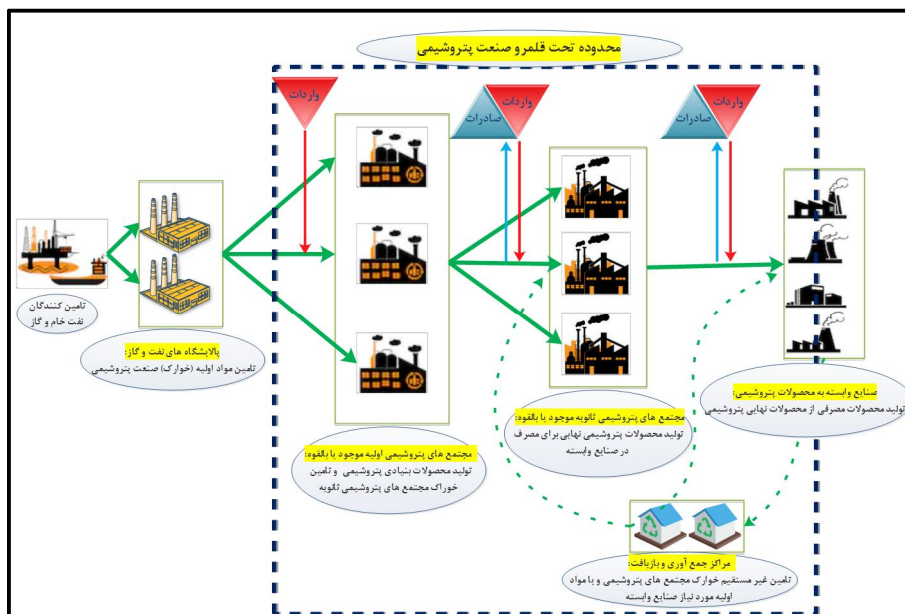 محدوده تحت قلمرو صنعت پتروشیمی
واردات
واردات
صادرات
واردات
صادرات
تامین کنندگان
نفت خام و گاز
پالایشگاه های نفت و گاز:
تامین مواد اولیه (خوارک) صنعت پتروشیمی
مجتمع های پتروشیمی اولیه موجود یا بالقوه:
تولید محصولات بنیادی پتروشیمی و تامین
خوراک مجتمع های پتروشیمی ثانویه
مجتمع های پتروشیمی ثانویه موجود یا بالقوه:
تولید محصولات پتروشیمی نهایی برای مصرف
در صنایع وابسته
صنایع وابسته به محصولات پتروشیمی:
تولید محصولات مصرفی از محصولات نهایی پتروشیمی
مراکز جمع آوری و بازیافت:
تامین غیر مستقیم خوارک مجتمع های پتروشیمی و یا مواد
اولیه مورد نیاز صنایع وابسته